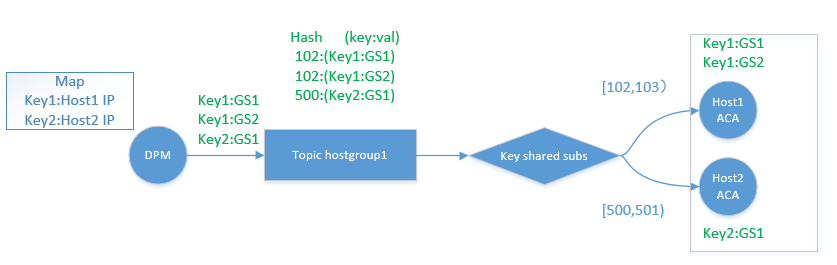 Map
Key1:Host1 IP
Key2:Host2 IP
DPM
Key1:GS1
Key1:GS2
Key2:GS1
Hash (key:val)
102:(Key1:GS1)
102:(Key1:GS2)
500:(Key2:GS1)
Topic hostgroup1
Key shared subs
[102,103)
[500,501)
Key1:GS1
Key1:GS2
Host1
ACA
Host2
ACA
Key2:GS1